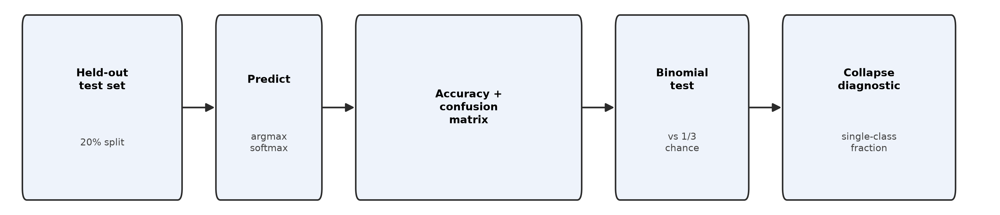 Held-out
test set
20% split
Predict
argmax
softmax
Accuracy +
confusion
matrix
Binomial
test
vs 1/3
chance
Collapse
diagnostic
single-class
fraction